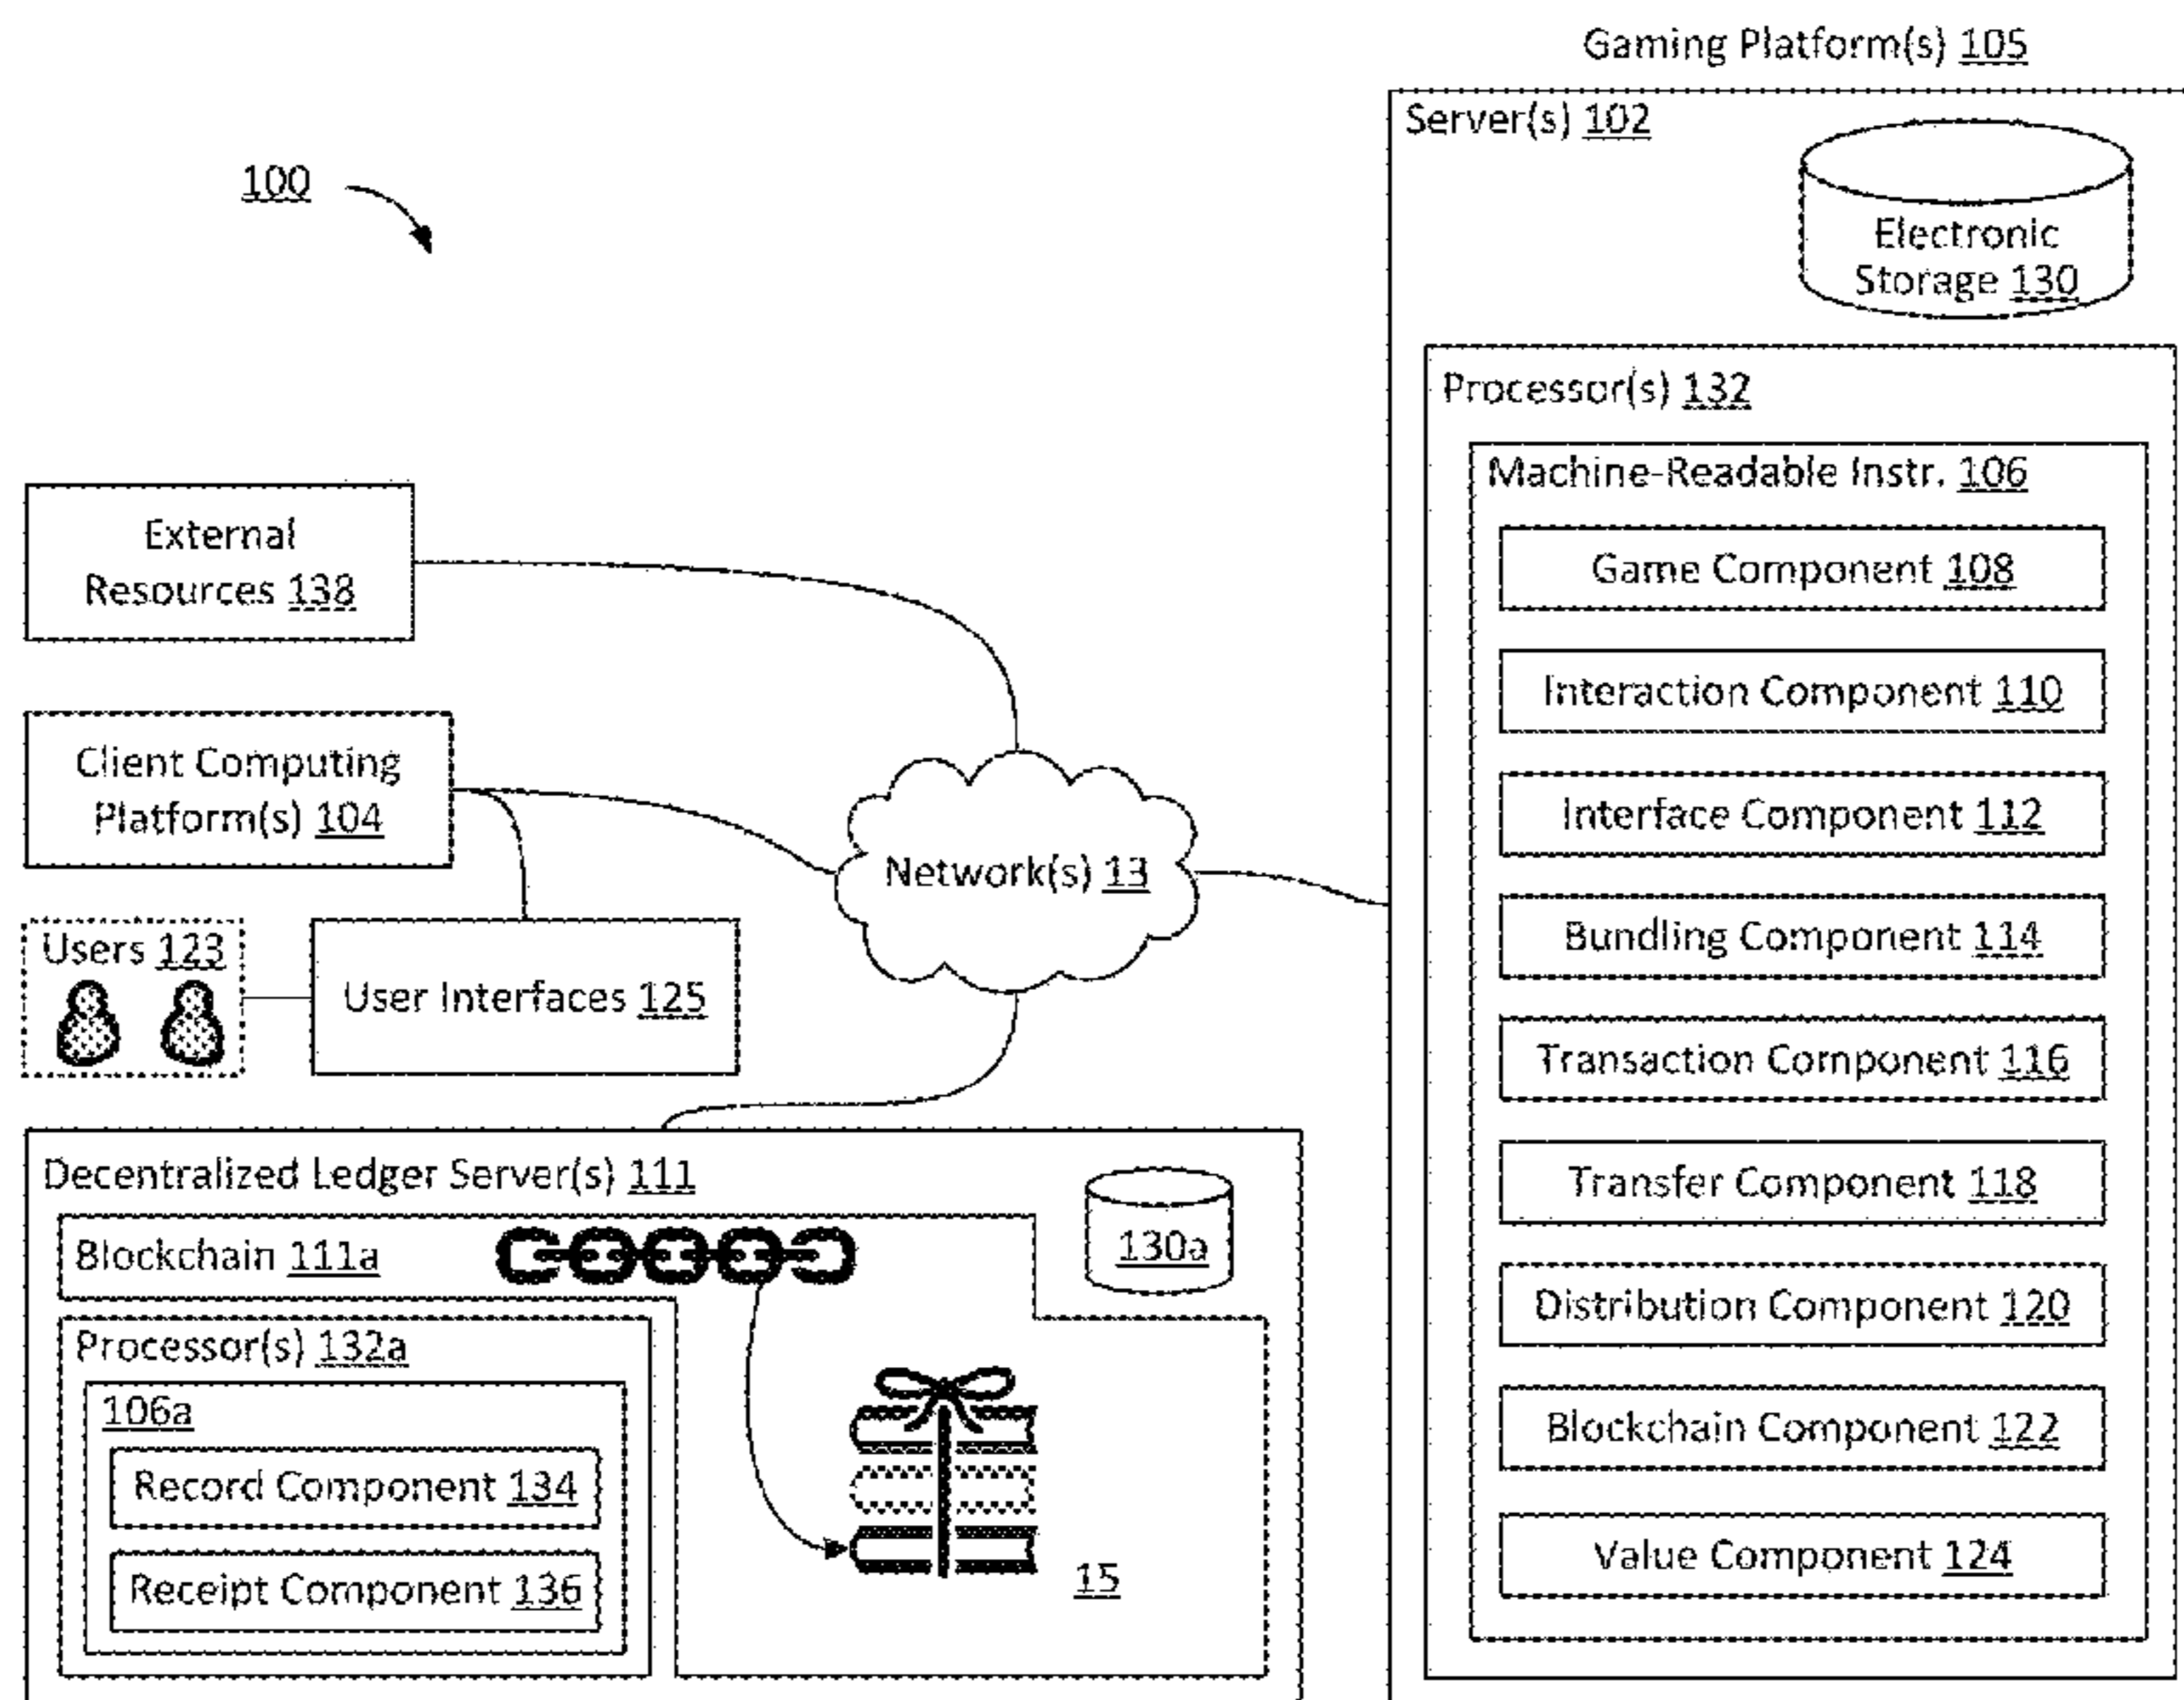 Gaming Platform(s) 105
Server(s) 102
100
Electronic
Storage 130
Processor(s) 132
Machine-Readable Instr. 106
Game Component 108
Interaction Component 110
Interface Component 112
Bundling Component 114
Transaction Component 116
Transfer Component 118
Distribution Component 120
Blockchain Component 122
Value Component 124
External
Resources 138
Client Computing
Platform(s) 104
Network(s) 13
Users 123
User Interfaces 125
Decentralized Ledger Server(s) 111
130a
Blockchain 111a
Processor(s) 132a
106a
Record Component 134
Receipt Component 136
15